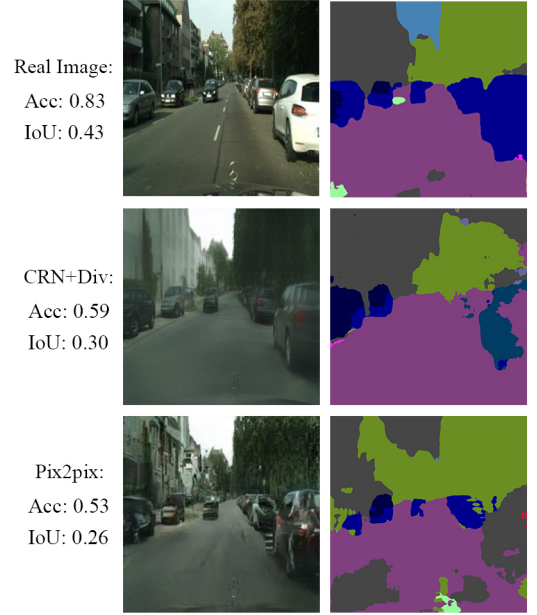 Real Image:
Acc: 0.83
IoU: 0.43
CRN+Div:
Acc: 0.59
IoU: 0.30
Pix2pix:
Acc: 0.53
IoU: 0.26